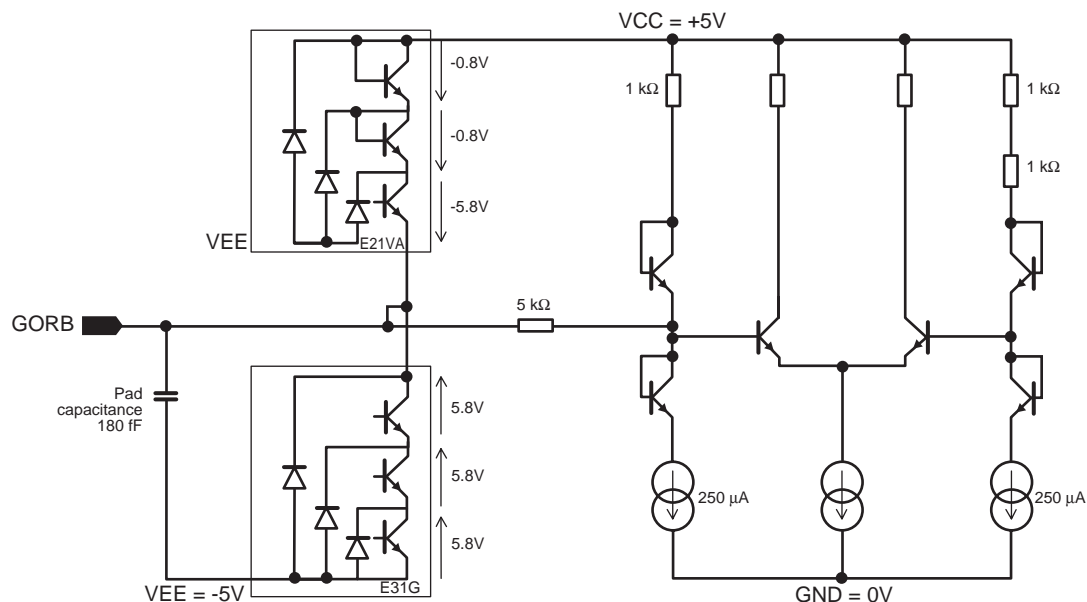 VCC = +5V
-0.8V
-0.8V
-5.8V
VEE
E21VA
1 kΩ
1 kΩ
1 kΩ
GORB
5 kΩ
Pad
capacitance
180 fF
5.8V
5.8V
5.8V
250 μA
250 μA
VEE = -5V
E31G
GND = 0V